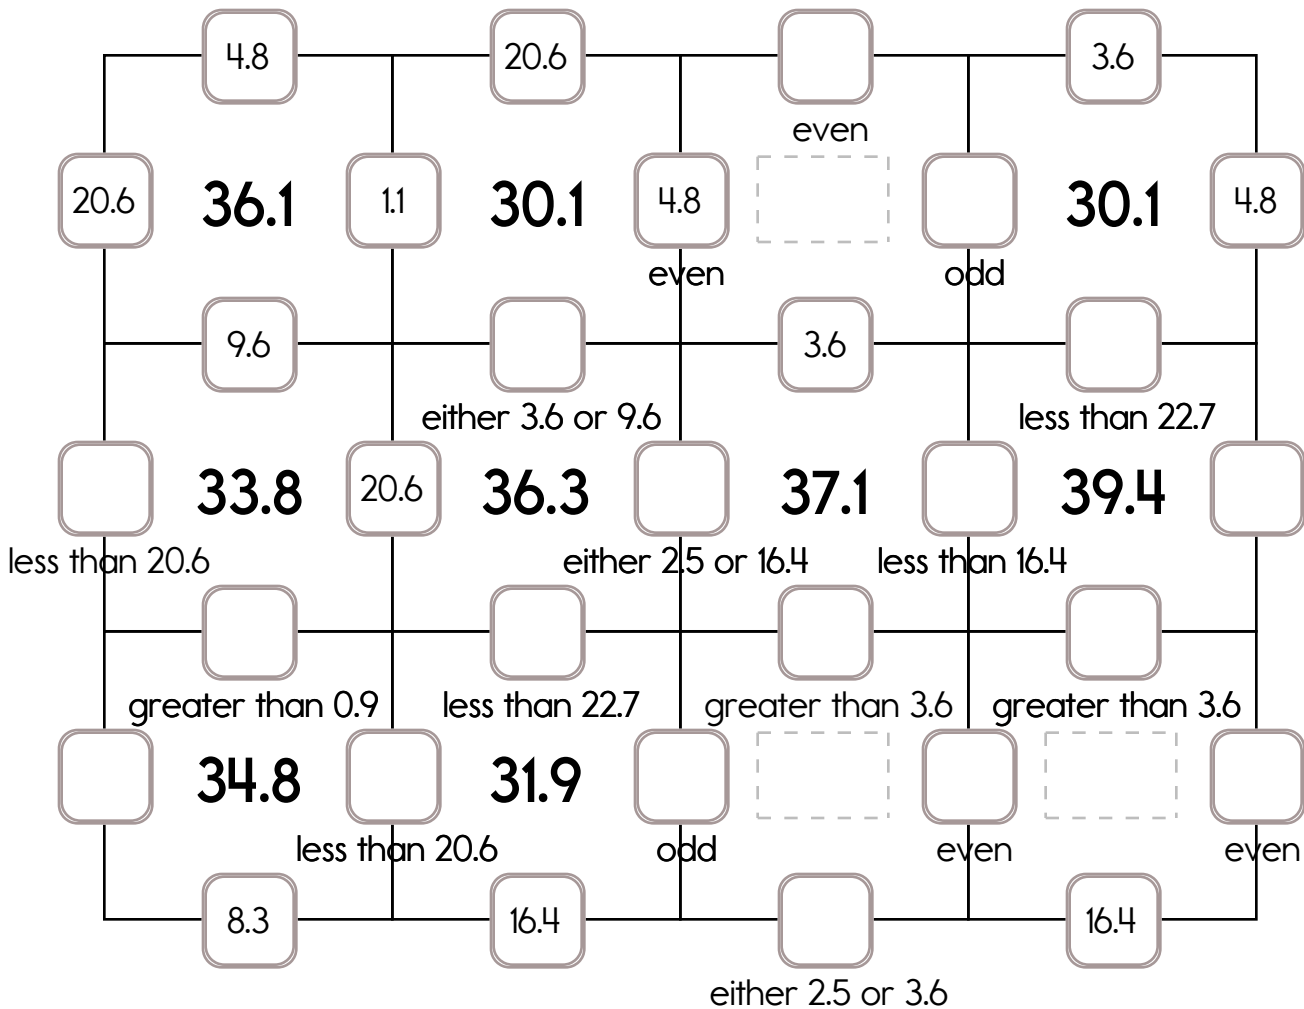 4.8 20.6 3.6
even
20.6 36.1 1.1 30.1 4.8 30.1 4.8
even odd
9.6 3.6
either 3.6 or 9.6 less than 22.7
33.8 20.6 36.3 37.1 39.4
less than 20.6 either 2.5 or 16.4 less than 16.4
greater than 0.9 less than 22.7 greater than 3.6 greater than 3.6
34.8 31.9
less than 20.6 odd even even
8.3 16.4 16.4
either 2.5 or 3.6